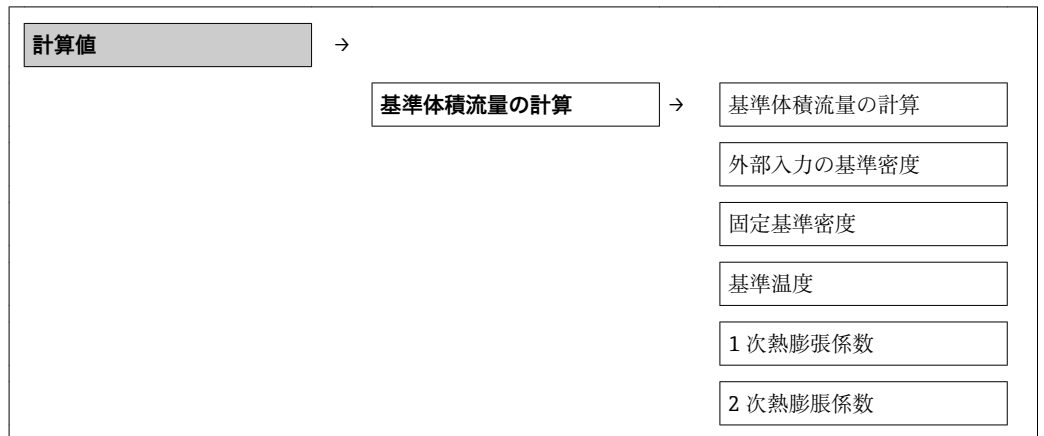 計算値 →
基準体積流量の計算 → 基準体積流量の計算
外部入力の基準密度
固定基準密度
基準温度
1 次熱膨張係数
2 次熱膨脹係数